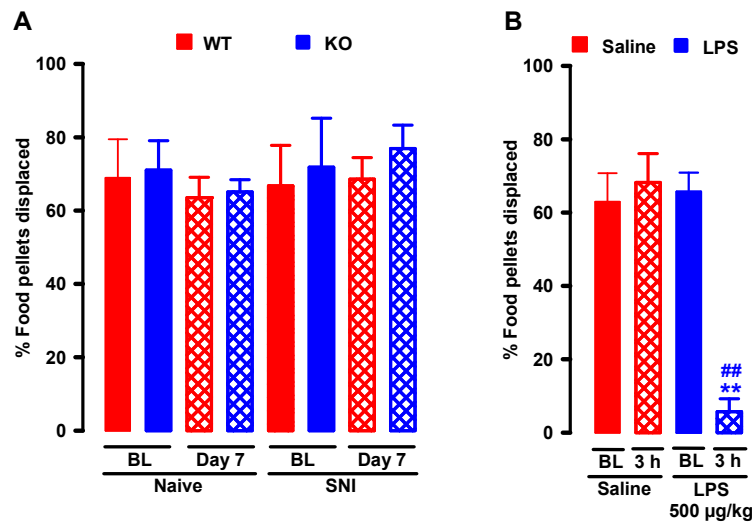 A
WT KO
% Food pellets displaced
100
80
60
40
20
0
BL Day 7 BL Day 7
Naive SNI
B
Saline LPS
% Food pellets displaced
100
80
60
40
20
0
##
**
BL 3 h BL 3 h
Saline LPS
500 µg/kg